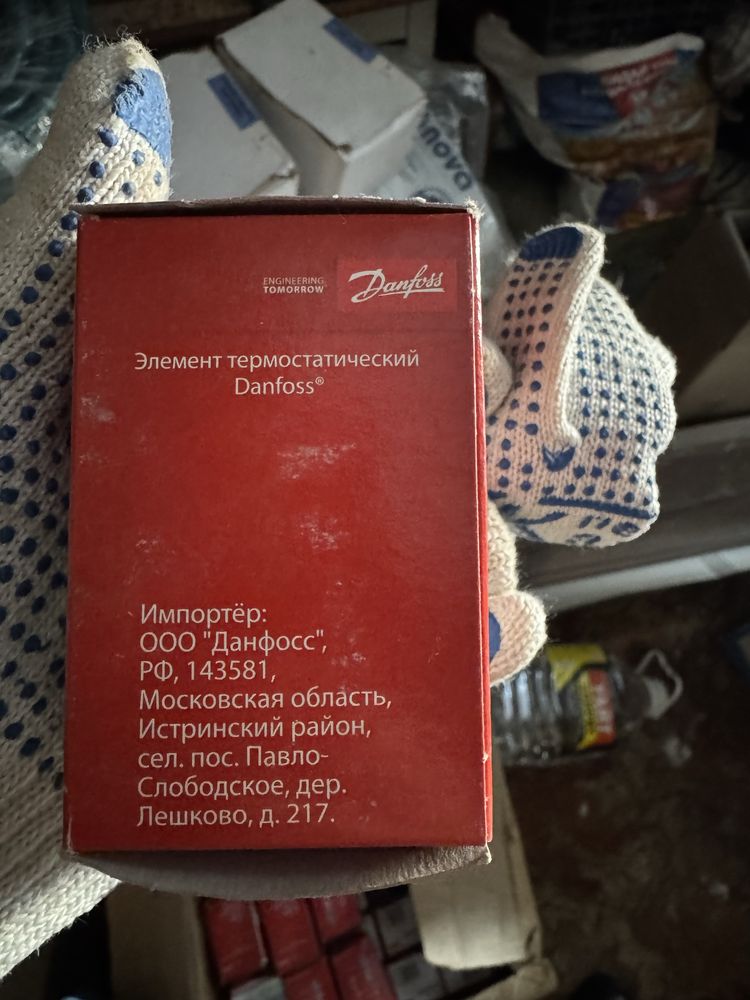 ENGINEERING
TOMORROW
Danfoss
Элемент термостатический
Danfoss®
Импортёр:
ООО "Данфосс",
РФ, 143581,
Московская область,
Истринский район,
сел. пос. Павло-
Слободское, дер.
Лешково, д. 217.